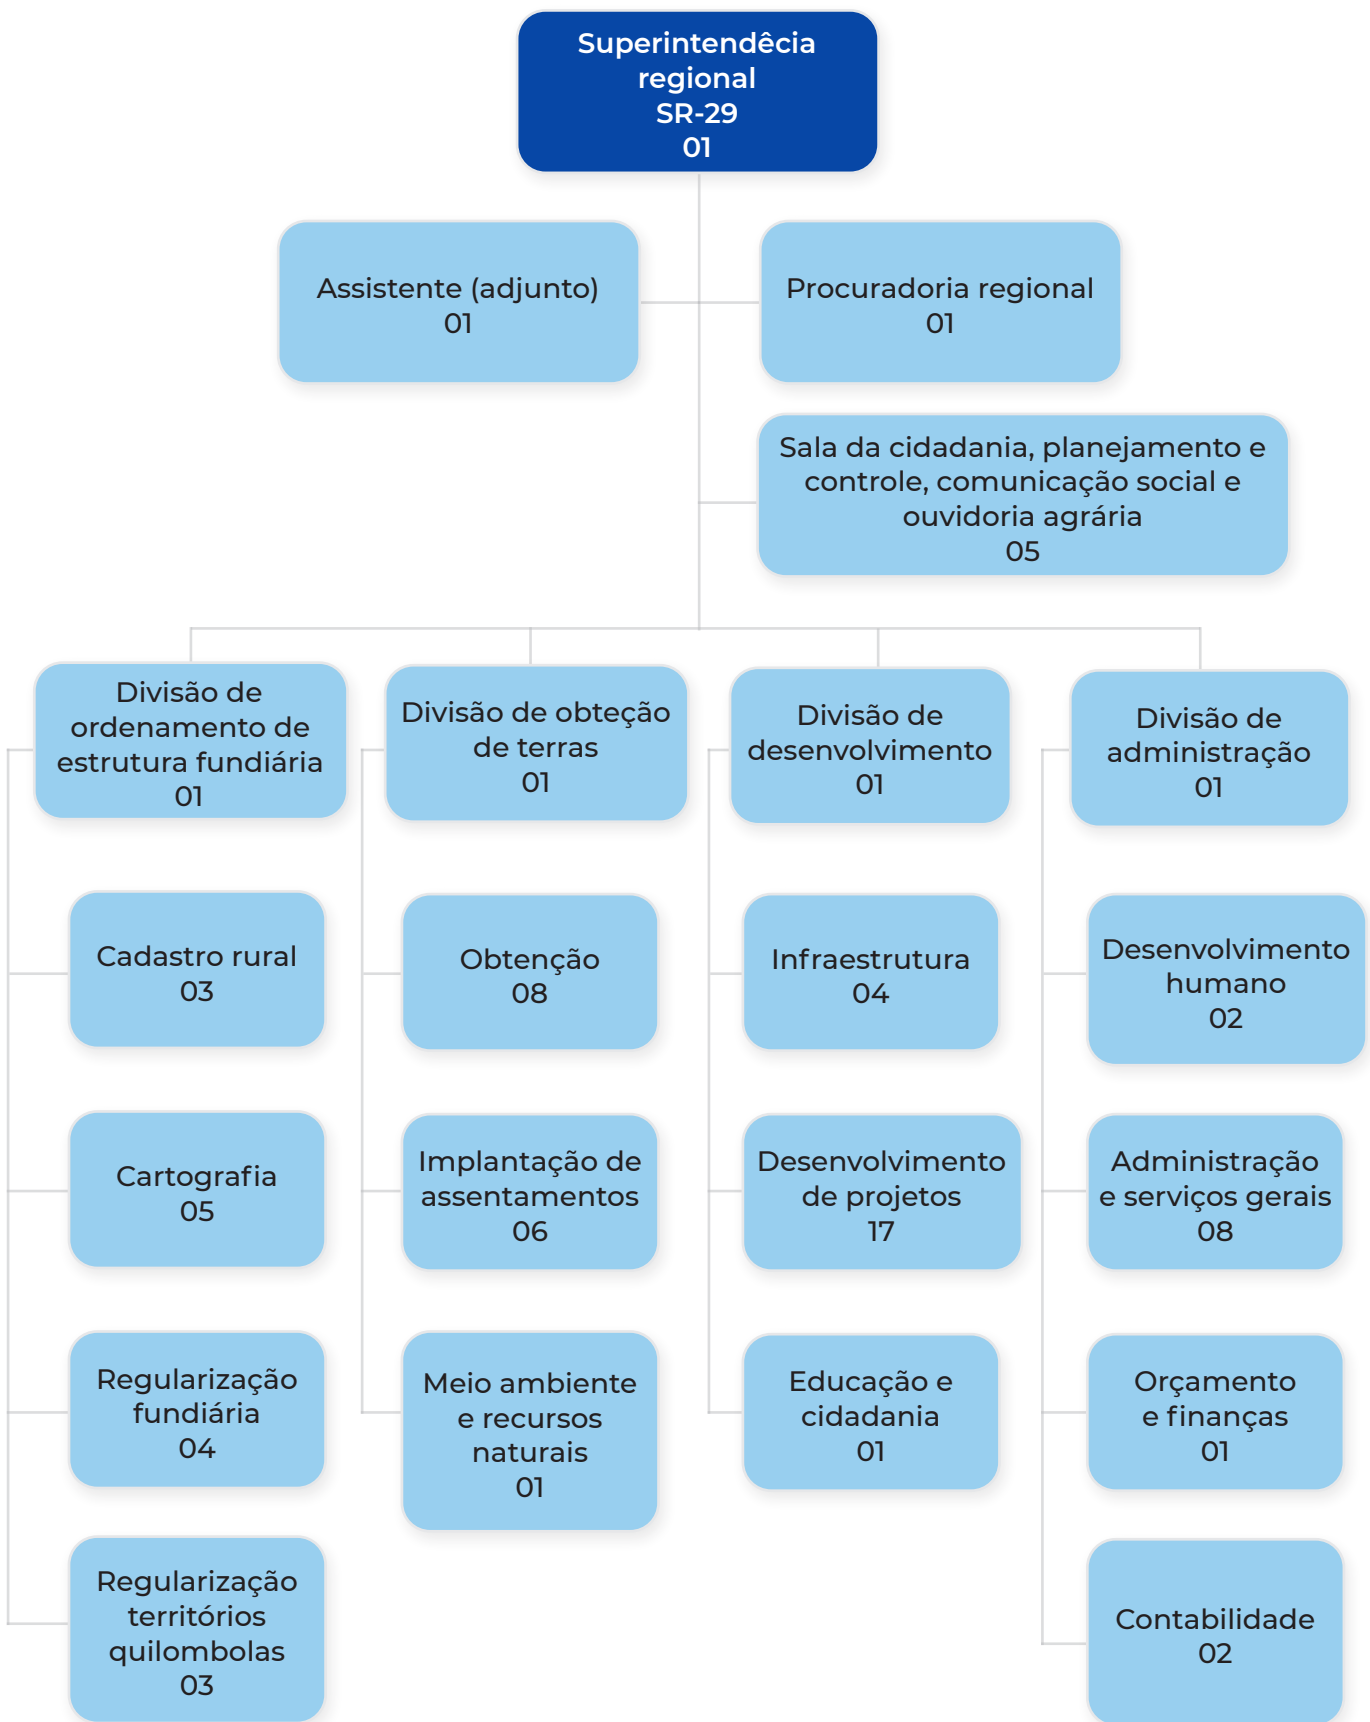 Superintendêcia
regional
SR-29
01
Assistente (adjunto)
01
Procuradoria regional
01
Sala da cidadania, planejamento e
controle, comunicação social e
ouvidoria agrária
05
Divisão de
ordenamento de
estrutura fundiária
01
Cadastro rural
03
Cartografia
05
Regularização
fundiária
04
Regularização
territórios
quilombolas
03
Divisão de obteção
de terras
01
Obtenção
08
Implantação de
assentamentos
06
Meio ambiente
e recursos
naturais
01
Divisão de
desenvolvimento
01
Infraestrutura
04
Desenvolvimento
de projetos
17
Educação e
cidadania
01
Divisão de
administração
01
Desenvolvimento
humano
02
Administração
e serviços gerais
08
Orçamento
e finanças
01
Contabilidade
02